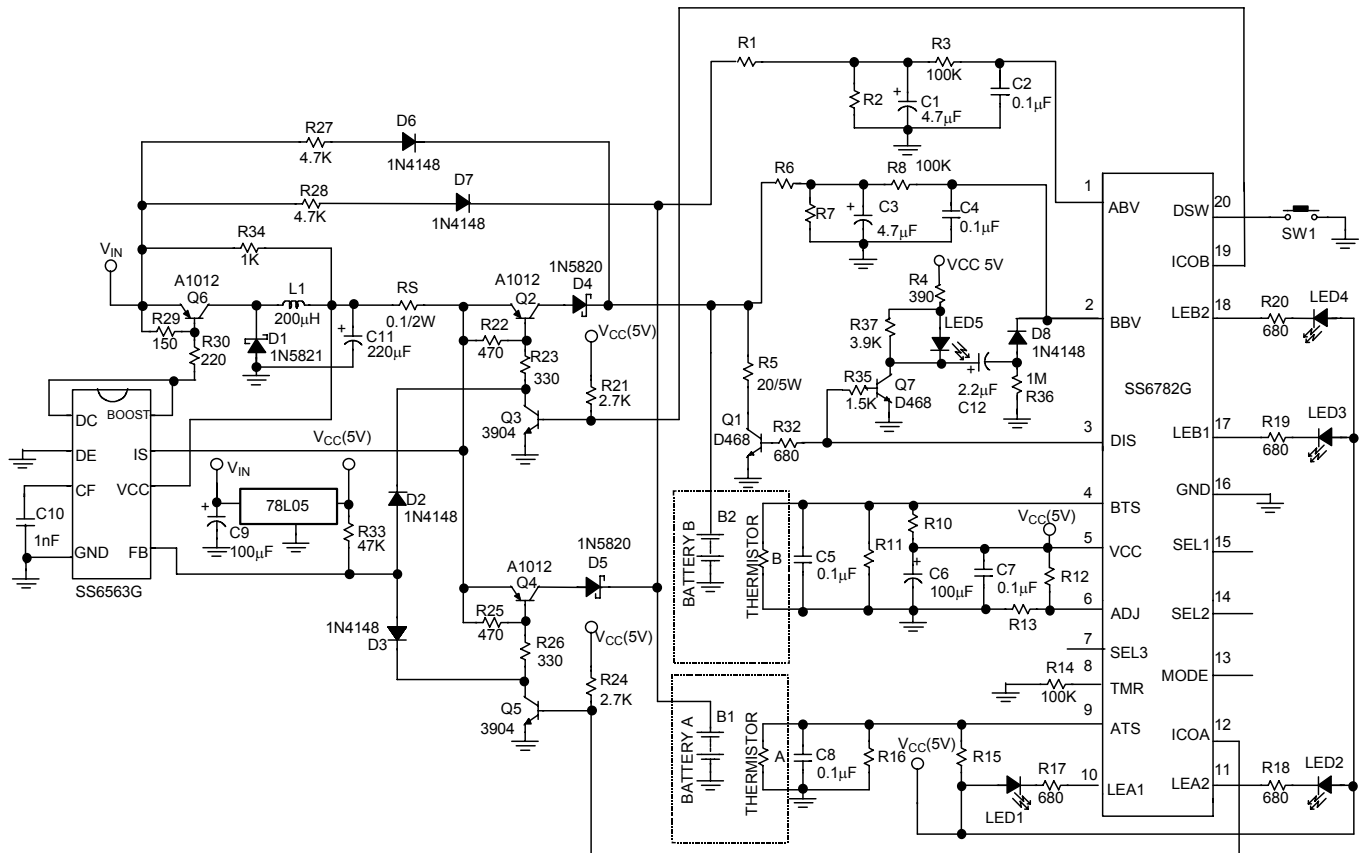 R1
R3
100K
R2
C1
4.7µF
C2
0.1µF
R27
4.7K
D6
1N4148
R28
4.7K
D7
1N4148
R6
R8
100K
R7
C3
4.7µF
C4
0.1µF
1
ABV
DSW
20
SW1
19
ICOB
R34
1K
VIN
A1012
Q6
L1
200µH
RS
0.1/2W
A1012
Q2
1N5820
D4
VCC 5V
R4
390
R37
3.9K
LED5
D8
1N4148
2
BBV
LEB2
18
R20
680
LED4
R29
150
R30
220
D1
1N5821
C11
220µF
R22
470
R23
330
VCC(5V)
R21
2.7K
R5
20/5W
R35
1.5K
Q7
D468
2.2µF
C12
1M
R36
SS6782G
Q3
3904
Q1
D468
R32
680
3
DIS
LEB1
17
R19
680
LED3
DC
BOOST
DE
IS
CF
VCC
GND
FB
SS6563G
C10
1nF
VCC(5V)
VIN
78L05
C9
100µF
R33
47K
D2
1N4148
GND
16
BATTERY B
B2
THERMISTOR
B
C5
0.1µF
R11
R10
C6
100µF
C7
0.1µF
VCC(5V)
R12
R13
4
BTS
5
VCC
6
ADJ
SEL1
15
SEL2
14
7
SEL3
8
TMR
R14
100K
MODE
13
1N4148
D3
A1012
Q4
1N5820
D5
R25
470
R26
330
VCC(5V)
R24
2.7K
Q5
3904
BATTERY A
B1
THERMISTOR
A
C8
0.1µF
R16
VCC(5V)
R15
9
ATS
ICOA
12
LED1
R17
680
10
LEA1
LEA2
11
R18
680
LED2